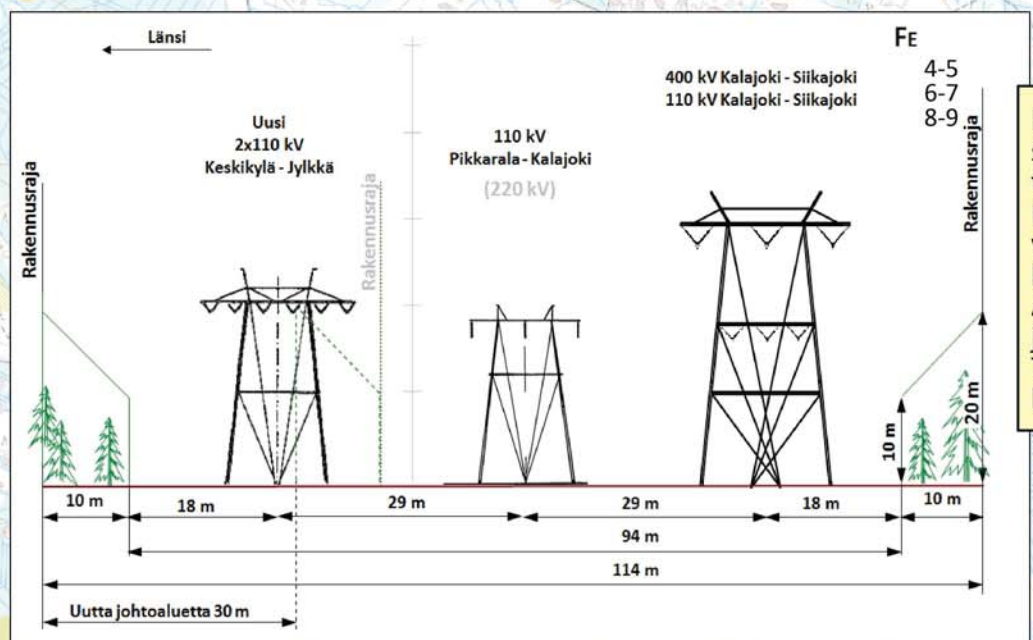 Länsi
FE
4-5
6-7
8-9
400 kV Kalajoki - Siikajoki
110 kV Kalajoki - Siikajoki
Uusi
2x110 kV
Keskikylä - Jylkkä
110 kV
Pikkarala - Kalajoki
(220 kV)
Rakennusraja
Rakennusraja
Rakennusraja
10 m
20 m
10 m
18 m
29 m
29 m
18 m
10 m
94 m
114 m
Uutta johtoaluetta 30 m